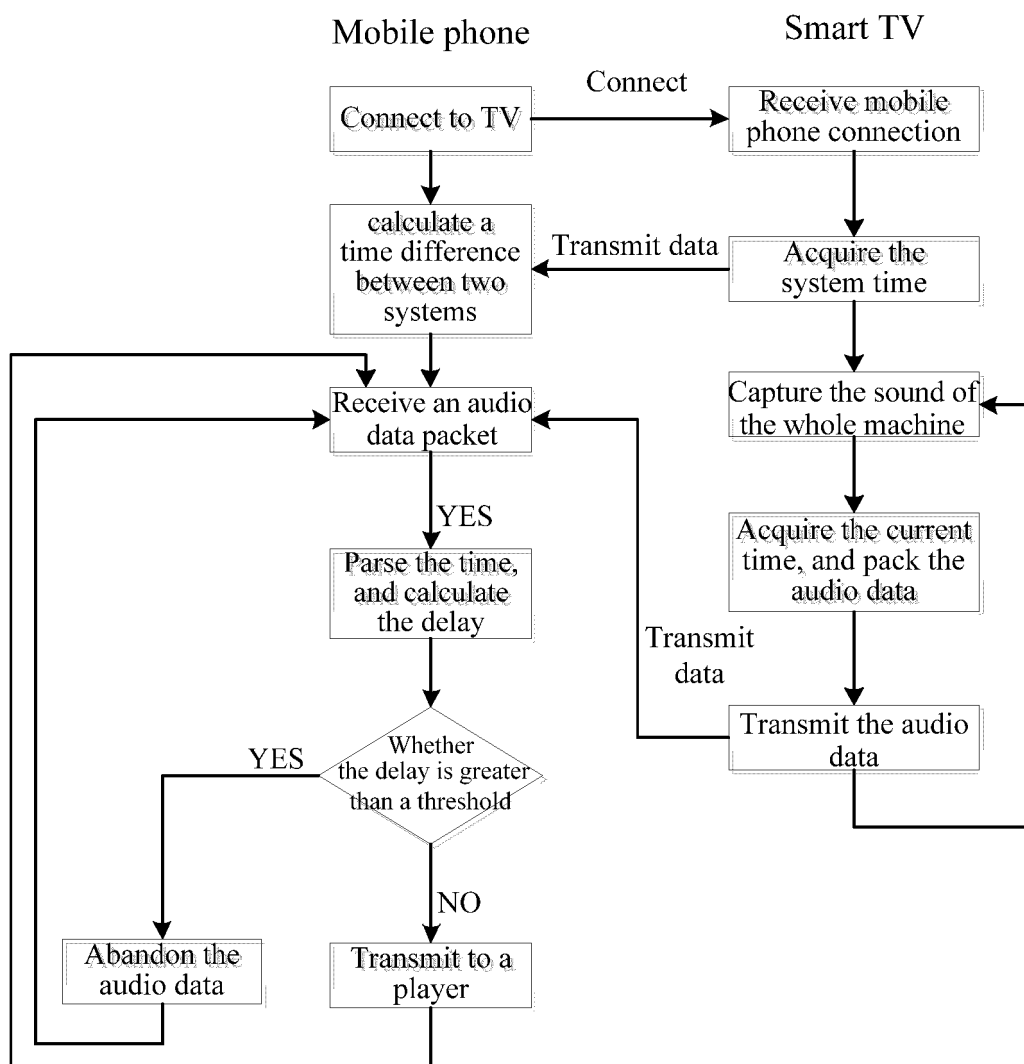 Mobile phone
Smart TV
Connect
Connect to TV
Receive mobile
phone connection
calculate a
time difference
between two
systems
Transmit data
Acquire the
system time
Receive an audio
data packet
Capture the sound of
the whole machine
YES
Parse the time,
and calculate
the delay
Acquire the current
time, and pack the
audio data
Transmit
data
Transmit the audio
data
Whether
the delay is greater
than a threshold
YES
NO
Abandon the
audio data
Transmit to a
player